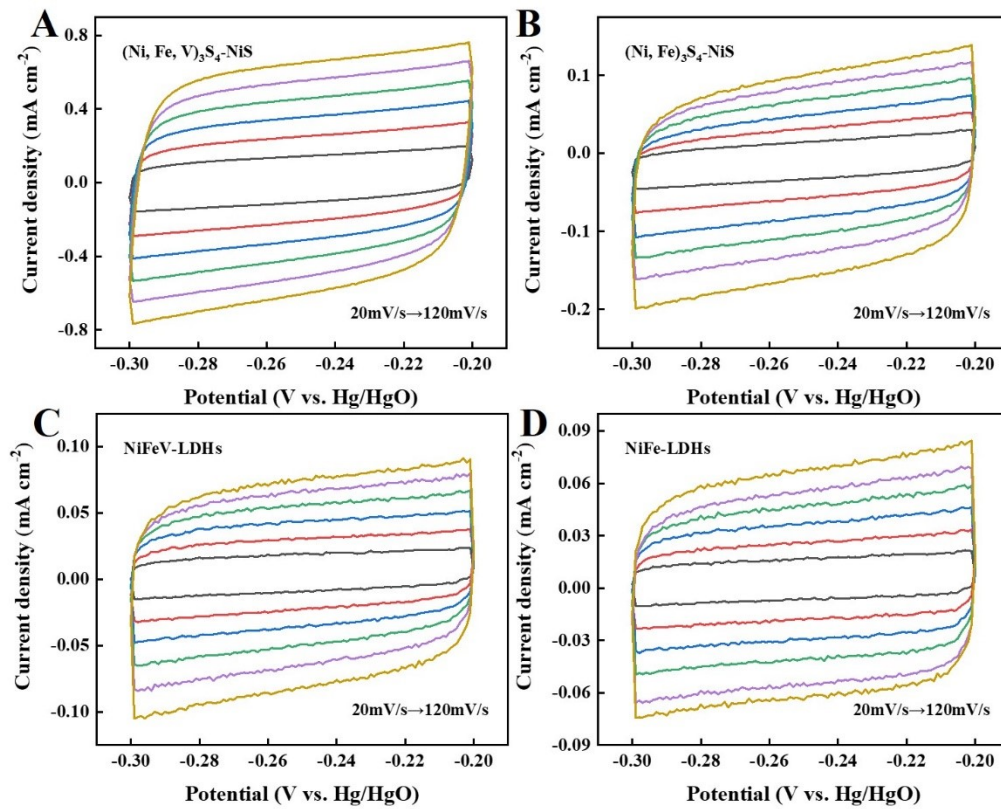 A
(Ni, Fe, V)₃S₄-NiS
Current density (mA cm⁻²)
0.8
0.4
0.0
-0.4
-0.8
20mV/s→120mV/s
-0.30 -0.28 -0.26 -0.24 -0.22 -0.20
Potential (V vs. Hg/HgO)
B
(Ni, Fe)₃S₄-NiS
Current density (mA cm⁻²)
0.1
0.0
-0.1
-0.2
20mV/s→120mV/s
-0.30 -0.28 -0.26 -0.24 -0.22 -0.20
Potential (V vs. Hg/HgO)
C
NiFeV-LDHs
Current density (mA cm⁻²)
0.10
0.05
0.00
-0.05
-0.10
20mV/s→120mV/s
-0.30 -0.28 -0.26 -0.24 -0.22 -0.20
Potential (V vs. Hg/HgO)
D
NiFe-LDHs
Current density (mA cm⁻²)
0.09
0.06
0.03
0.00
-0.03
-0.06
-0.09
20mV/s→120mV/s
-0.30 -0.28 -0.26 -0.24 -0.22 -0.20
Potential (V vs. Hg/HgO)